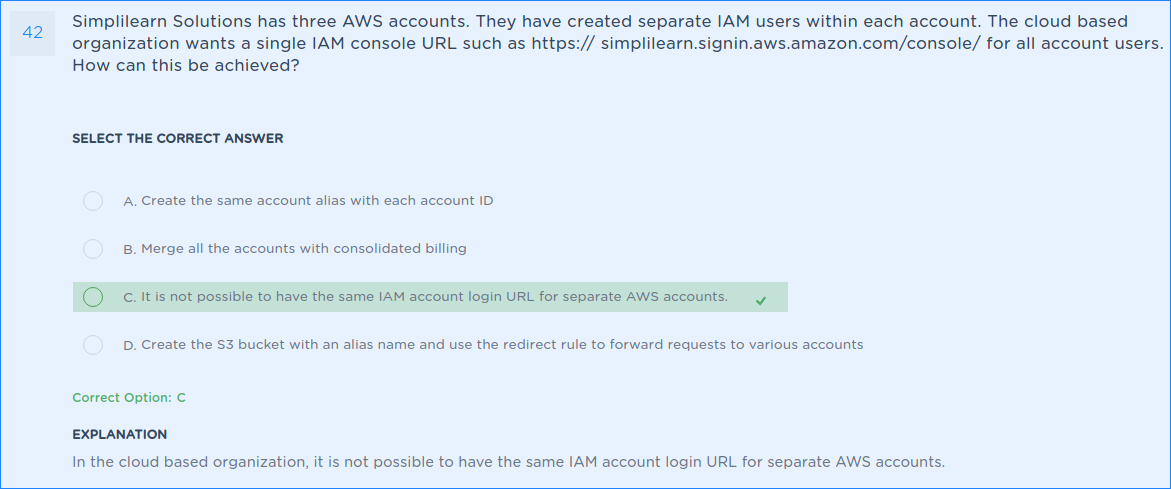 42
Simplilearn Solutions has three AWS accounts. They have created separate IAM users within each account. The cloud based
organization wants a single IAM console URL such as https:// simplilearn.signin.aws.amazon.com/console/ for all account users.
How can this be achieved?
SELECT THE CORRECT ANSWER
A. Create the same account alias with each account ID
B. Merge all the accounts with consolidated billing
C. It is not possible to have the same IAM account login URL for separate AWS accounts.
D. Create the S3 bucket with an alias name and use the redirect rule to forward requests to various accounts
Correct Option: C
EXPLANATION
In the cloud based organization, it is not possible to have the same IAM account login URL for separate AWS accounts.